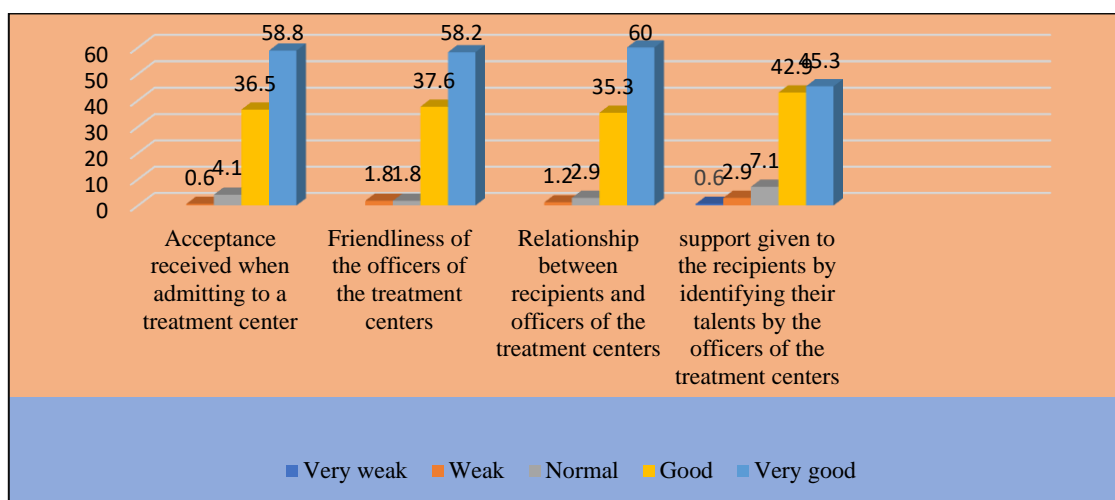 58.8 58.2 60 45.3
60
50
40
30
20
10
0
0.6 4.1 36.5
1.8 1.8 37.6
1.2 2.9 35.3
0.6 2.9 7.1 42.9
Acceptance
received when
admitting to a
treatment center
Friendliness of
the officers of
the treatment
centers
Relationship
between
recipients and
officers of the
treatment centers
support given to
the recipients by
identifying their
talents by the
officers of the
treatment centers
Very weak Weak Normal Good Very good